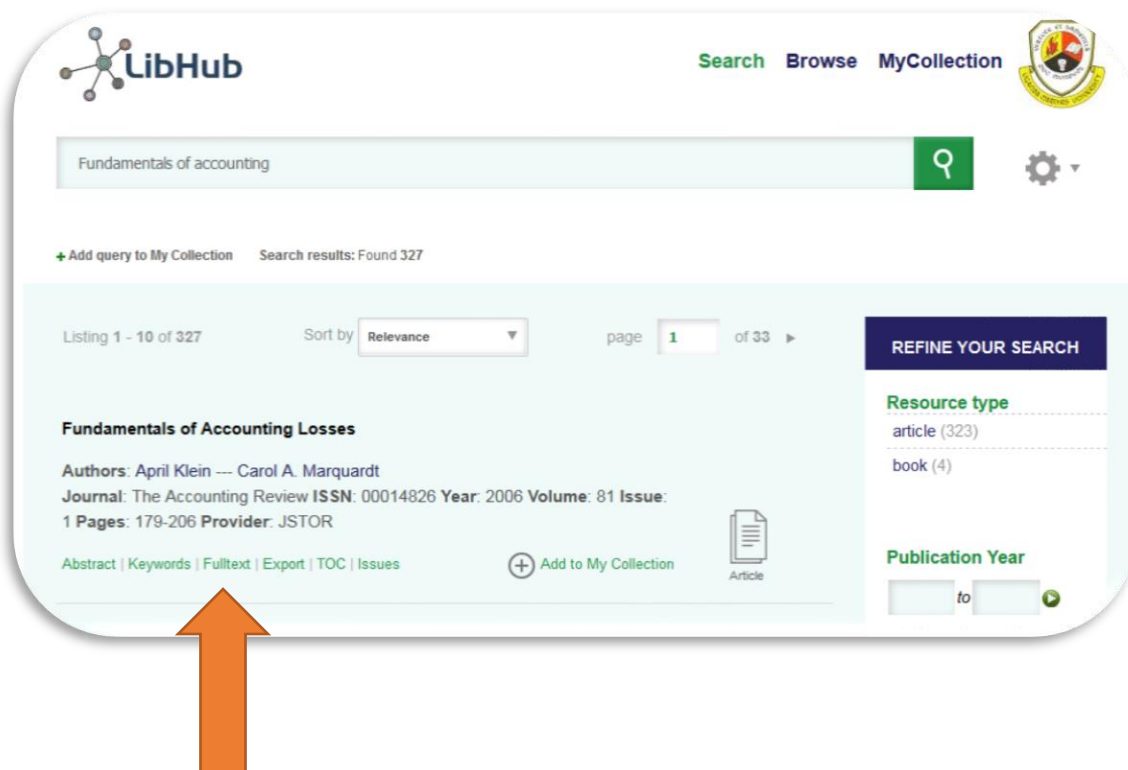 LibHub
Search Browse MyCollection
Fundamentals of accounting
+ Add query to My Collection Search results: Found 327
Listing 1 - 10 of 327 Sort by Relevance page 1 of 33
REFINE YOUR SEARCH
Resource type
article (323)
book (4)
Fundamentals of Accounting Losses
Authors: April Klein --- Carol A. Marquardt
Journal: The Accounting Review ISSN: 00014826 Year: 2006 Volume: 81 Issue:
1 Pages: 179-206 Provider: JSTOR
Abstract | Keywords | Fulltext | Export | TOC | Issues Add to My Collection
Article
Publication Year
to